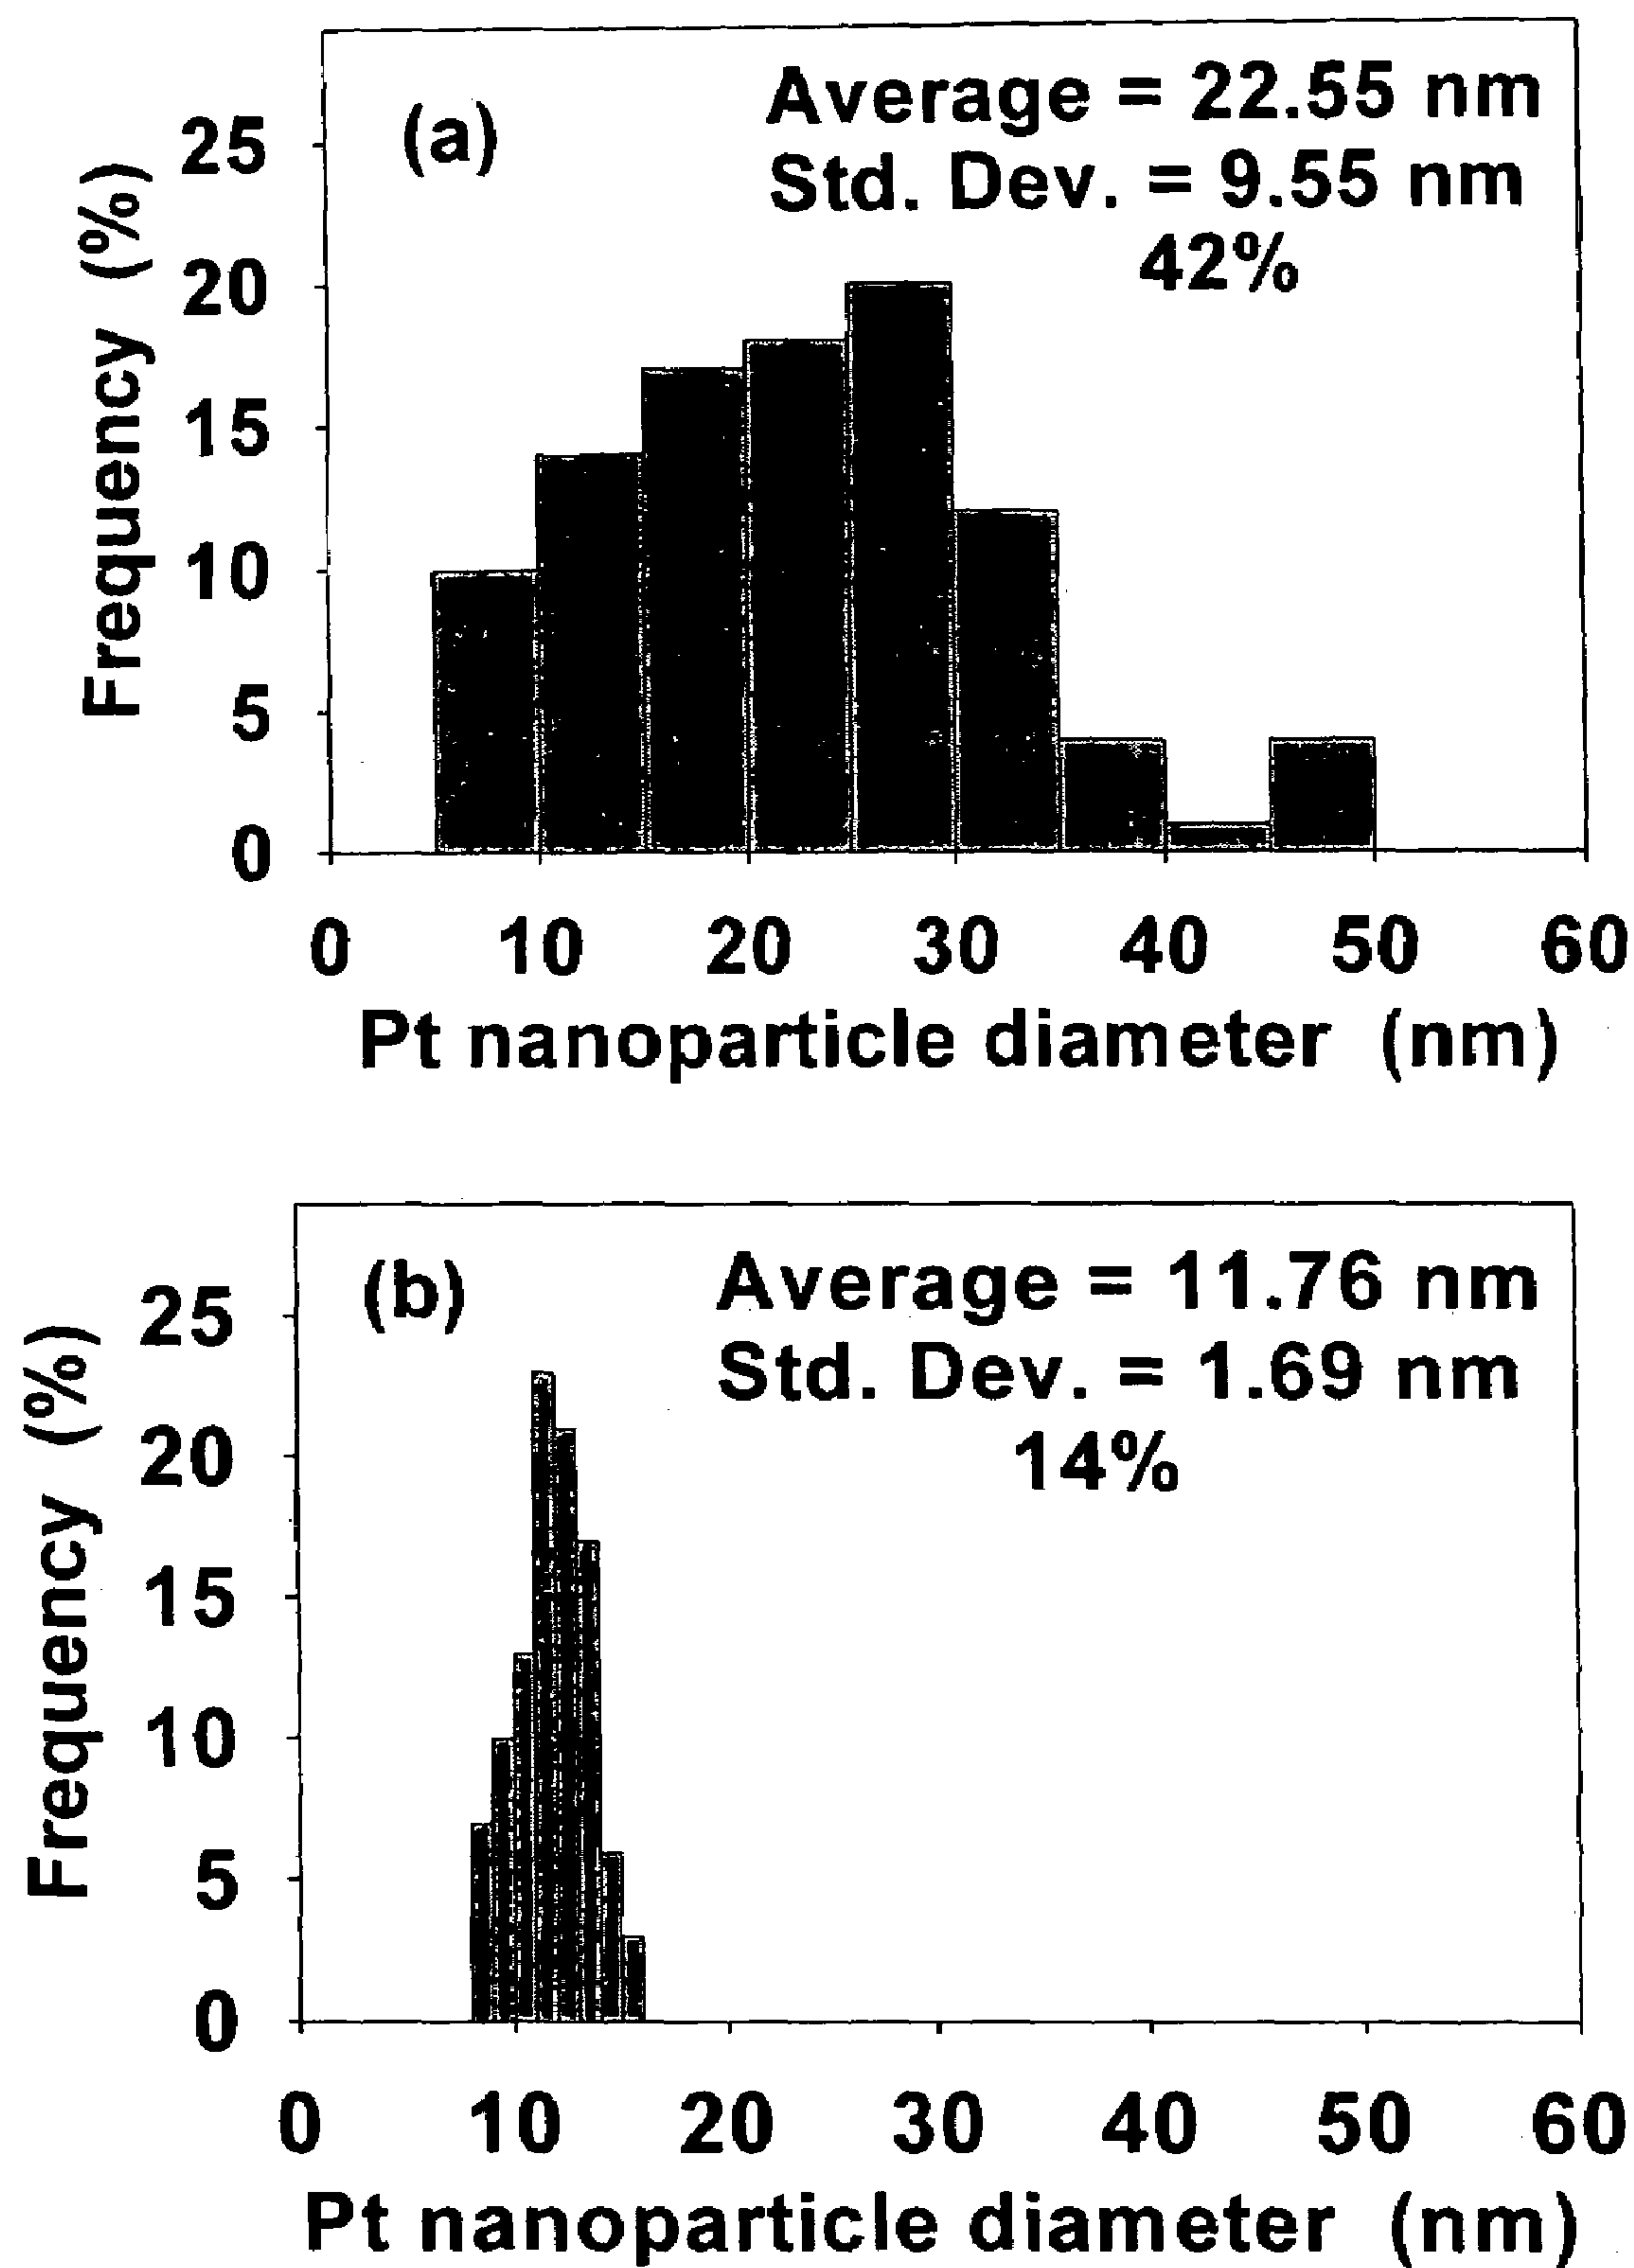 (a)
Average = 22.55 nm
Std. Dev. = 9.55 nm
42%
Frequency (%)
25
20
15
10
5
0
0 10 20 30 40 50 60
Pt nanoparticle diameter (nm)
(b)
Average = 11.76 nm
Std. Dev. = 1.69 nm
14%
Frequency (%)
25
20
15
10
5
0
0 10 20 30 40 50 60
Pt nanoparticle diameter (nm)